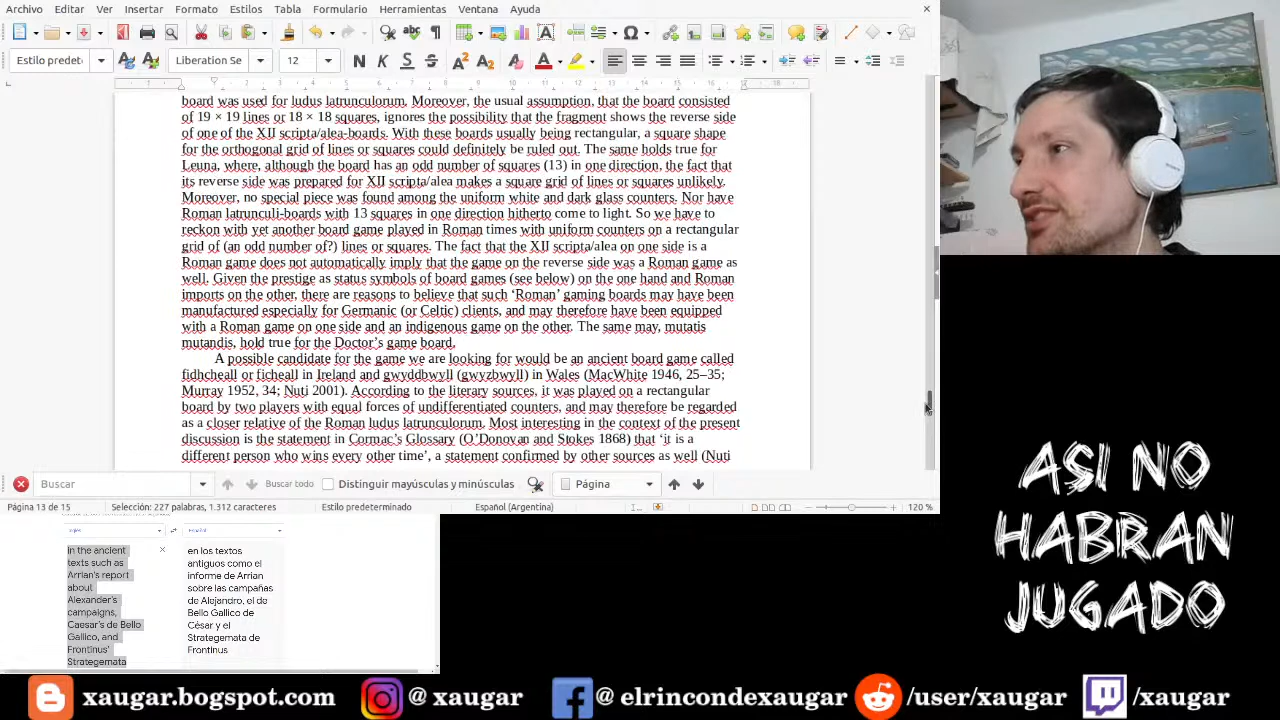 Archivo Editar Ver Insertar Formato Estilos Tabla Formulario Herramientas Ventana Ayuda
Estilo predet Liberation Se 12
board was used for ludus latrunculorum. Moreover, the usual assumption, that the board consisted
of 19 × 19 lines or 18 × 18 squares, ignores the possibility that the fragment shows the reverse side
of one of the XII scripta/alea-boards. With these boards usually being rectangular, a square shape
for the orthogonal grid of lines or squares could definitely be ruled out. The same holds true for
Leuna, where, although the board has an odd number of squares (13) in one direction, the fact that
its reverse side was prepared for XII scripta/alea makes a square grid of lines or squares unlikely.
Moreover, no special piece was found among the uniform white and dark glass counters. Nor have
Roman latrunculi-boards with 13 squares in one direction hitherto come to light. So we have to
reckon with yet another board game played in Roman times with uniform counters on a rectangular
grid of (an odd number of?) lines or squares. The fact that the XII scripta/alea on one side is a
Roman game does not automatically imply that the game on the reverse side was a Roman game as
well. Given the prestige as status symbols of board games (see below) on the one hand and Roman
imports on the other, there are reasons to believe that such ‘Roman’ gaming boards may have been
manufactured especially for Germanic (or Celtic) clients, and may therefore have been equipped
with a Roman game on one side and an indigenous game on the other. The same may, mutatis
mutandis, hold true for the Doctor’s game board.
A possible candidate for the game we are looking for would be an ancient board game called
fidhcheall or ficheall in Ireland and gwyddbwyll (gwyzbwyll) in Wales (MacWhite 1946, 25–35;
Murray 1952, 34; Nuti 2001). According to the literary sources, it was played on a rectangular
board by two players with equal forces of undifferentiated counters, and may therefore be regarded
as a closer relative of the Roman ludus latrunculorum. Most interesting in the context of the present
discussion is the statement in Cormac’s Glossary (O’Donovan and Stokes 1868) that ‘it is a
different person who wins every other time’, a statement confirmed by other sources as well (Nuti
Buscar Buscar todo Distinguir mayúsculas y minúsculas Página
Página 13 de 15 Selección: 227 palabras, 1.312 caracteres Estilo predeterminado Español (Argentina) 120 %
Español
In the ancient
texts such as
Arrian's report
about
Alexander's
campaigns,
Caesar's de Bello
Gallico, and
Frontinus'
Strategemata
en los textos
antiguos como el
informe de Arrian
sobre las campañas
de Alejandro, el de
Bello Gallico de
César y el
Strategemata de
Frontinus
ASI NO
HABRAN
JUGADO
xaugar.bogspot.com @ xaugar @ elrincondexaugar /user/xaugar /xaugar